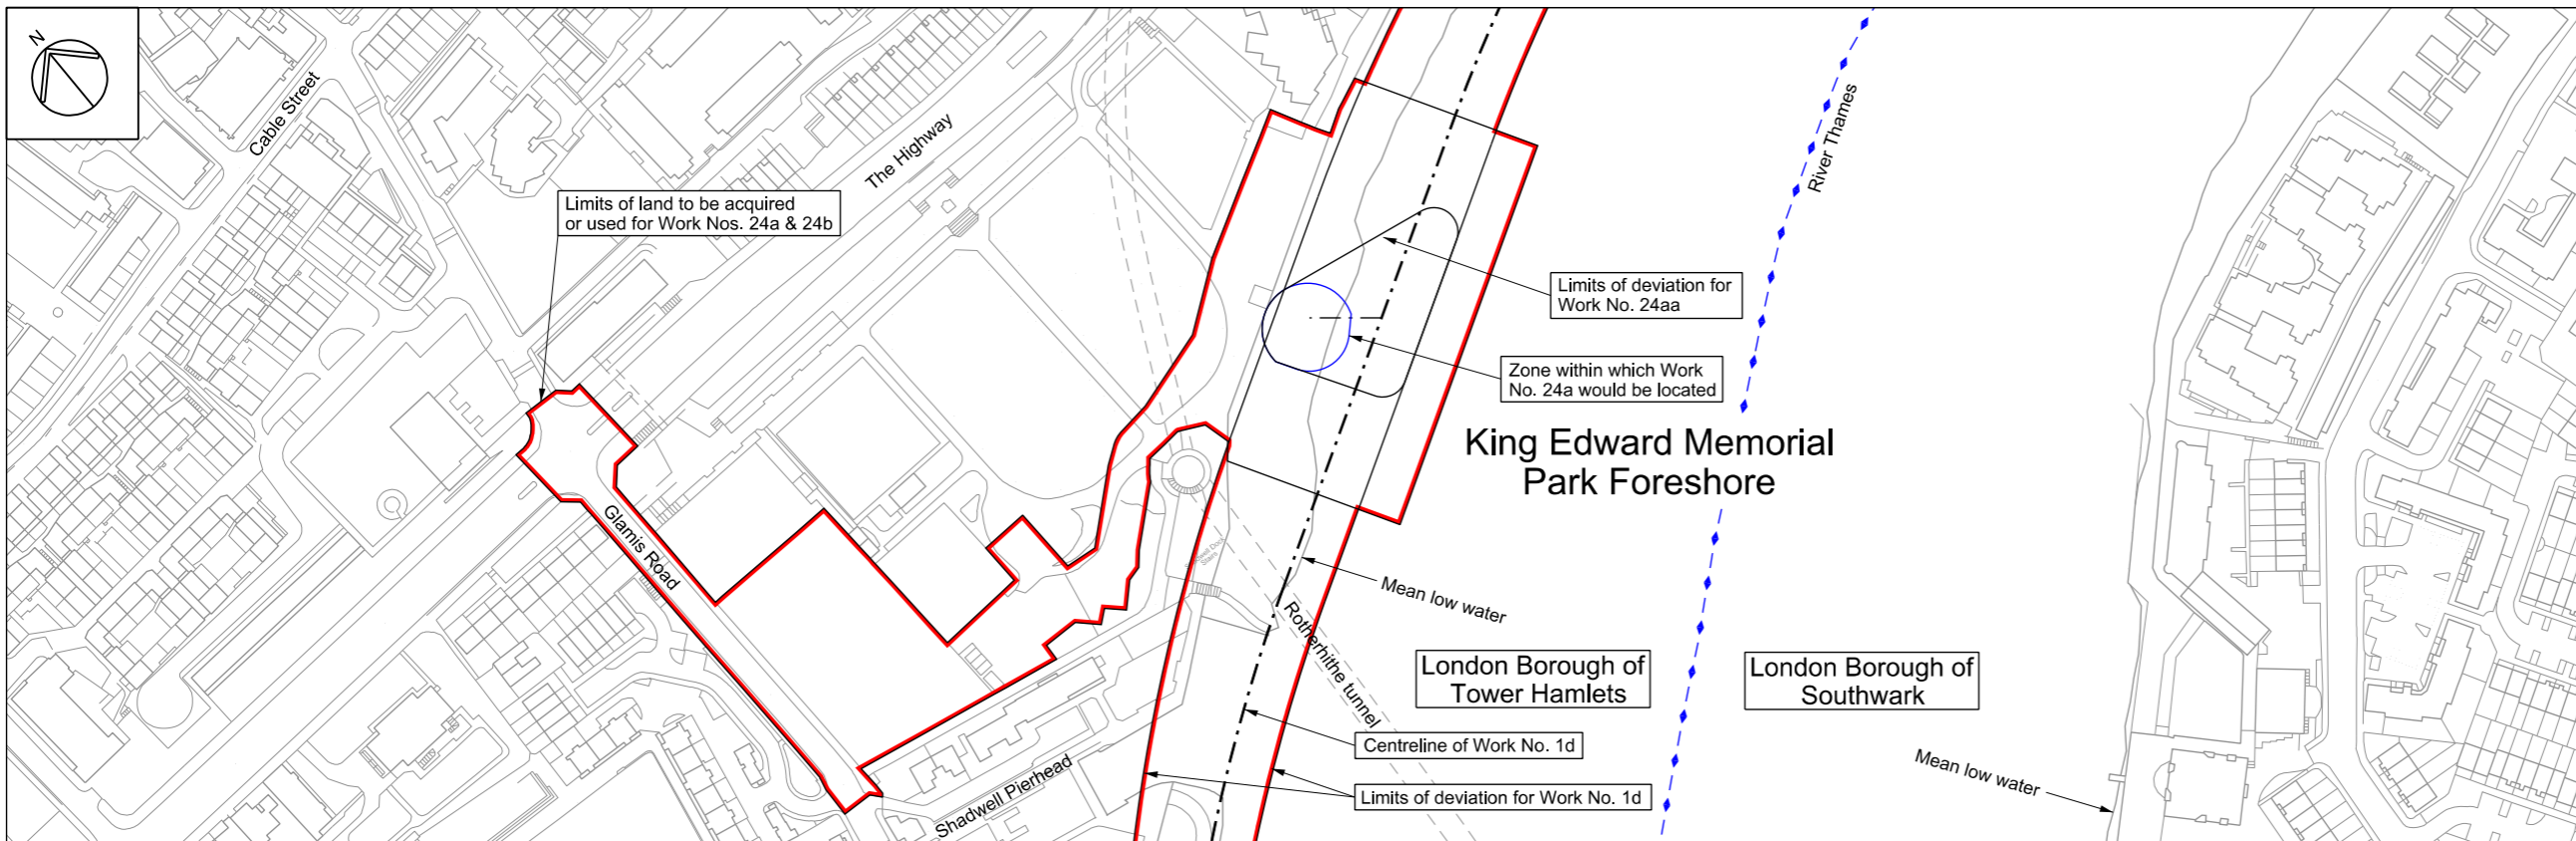 N
Cable Street
The Highway
Limits of land to be acquired
or used for Work Nos. 24a & 24b
River Thames
Limits of deviation for
Work No. 24aa
Zone within which Work
No. 24a would be located
King Edward Memorial
Park Foreshore
Glamis Road
Mean low water
Rotherhithe tunnel
London Borough of
Tower Hamlets
London Borough of
Southwark
Centreline of Work No. 1d
Limits of deviation for Work No. 1d
Shadwell Pierhead
Mean low water